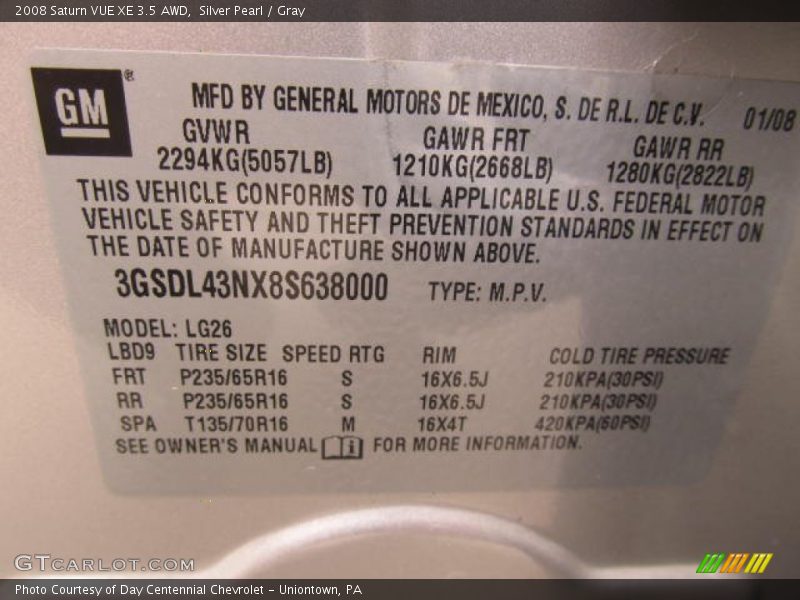 2008 Saturn VUE XE 3.5 AWD, Silver Pearl / Gray
GM ®
MFD BY GENERAL MOTORS DE MEXICO, S. DE R.L. DE C.V. 01/08
GVWR GAWR FRT GAWR RR
2294KG(5057LB) 1210KG(2668LB) 1280KG(2822LB)
THIS VEHICLE CONFORMS TO ALL APPLICABLE U.S. FEDERAL MOTOR
VEHICLE SAFETY AND THEFT PREVENTION STANDARDS IN EFFECT ON
THE DATE OF MANUFACTURE SHOWN ABOVE.
3GSDL43NX8S638000 TYPE: M.P.V.
MODEL: LG26
LBD9 TIRE SIZE SPEED RTG RIM COLD TIRE PRESSURE
FRT P235/65R16 S 16X6.5J 210KPA(30PSI)
RR P235/65R16 S 16X6.5J 210KPA(30PSI)
SPA T135/70R16 M 16X4T 420KPA(60PSI)
SEE OWNER'S MANUAL i FOR MORE INFORMATION.
GTCARLOT.COM
Photo Courtesy of Day Centennial Chevrolet - Uniontown, PA